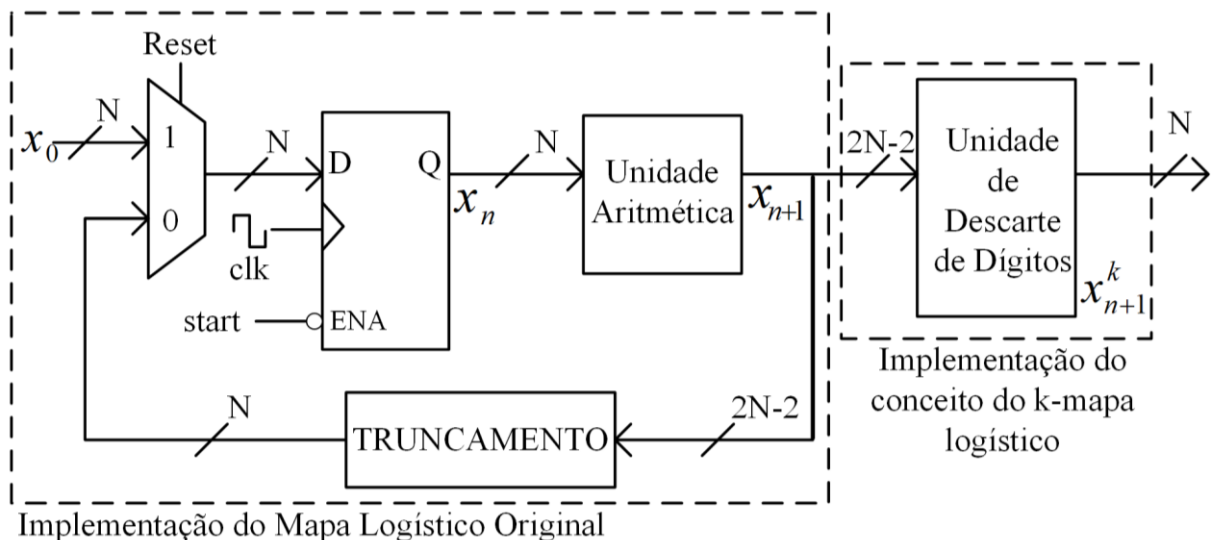 Reset
x0
N
1
0
N
D
Q
clk
start
ENA
xn
N
Unidade
Aritmética
xn+1
2N-2
Unidade
de
Descarte
de Dígitos
x^k n+1
N
N
TRUNCAMENTO
2N-2
Implementação do
conceito do k-mapa
logístico
Implementação do Mapa Logístico Original